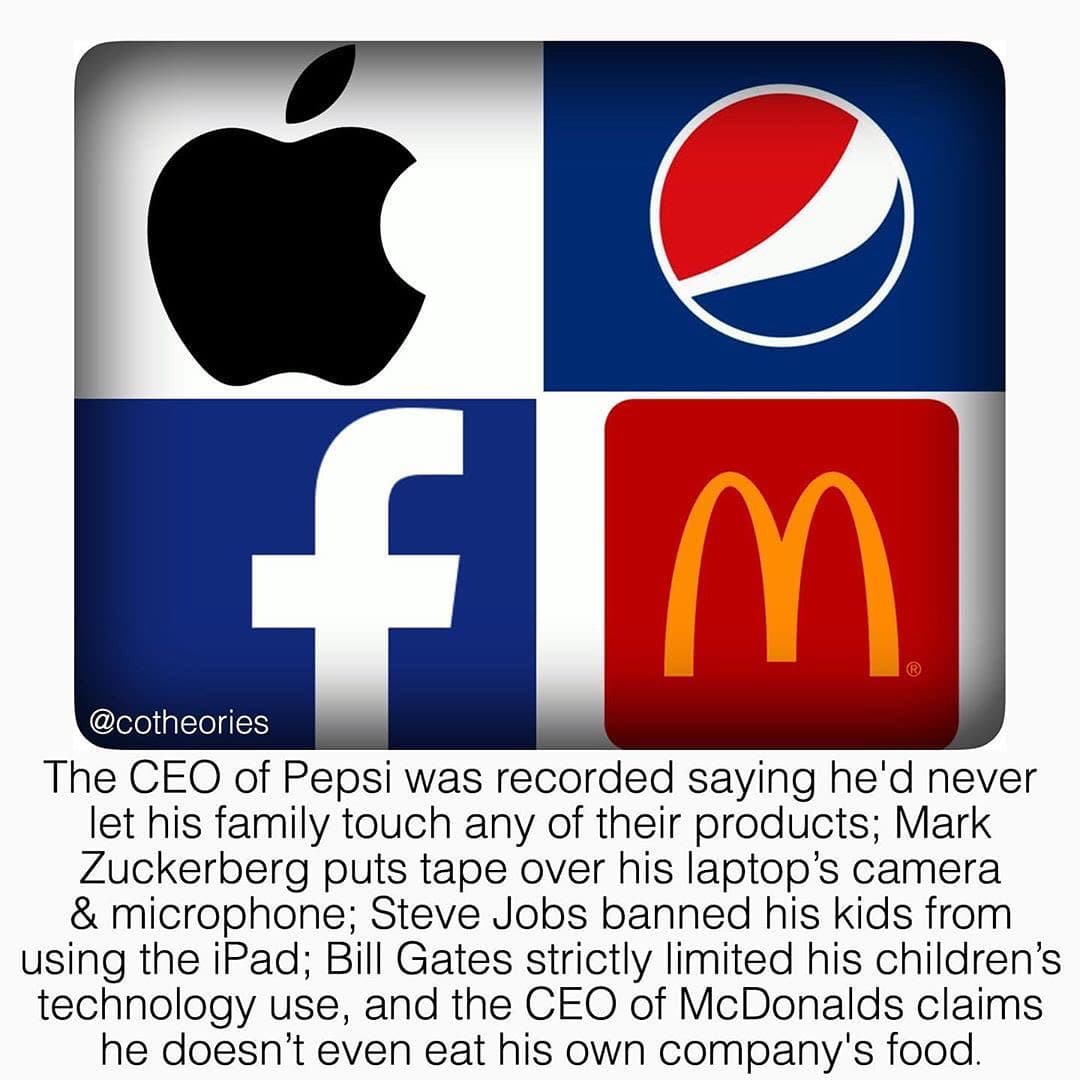 ®
@cotheories
The CEO of Pepsi was recorded saying he'd never
let his family touch any of their products; Mark
Zuckerberg puts tape over his laptop’s camera
& microphone; Steve Jobs banned his kids from
using the iPad; Bill Gates strictly limited his children’s
technology use, and the CEO of McDonalds claims
he doesn’t even eat his own company's food.